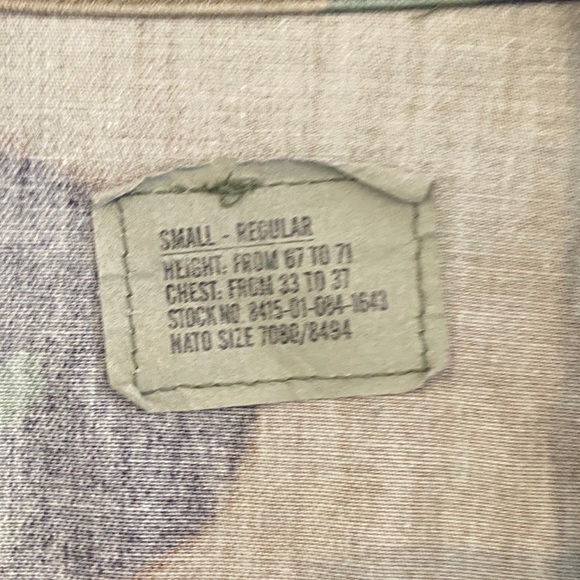 SMALL - REGULAR
HEIGHT: FROM 67 TO 71
CHEST: FROM 33 TO 37
STOCK NO. 8415-01-084-1643
NATO SIZE 7080/8494